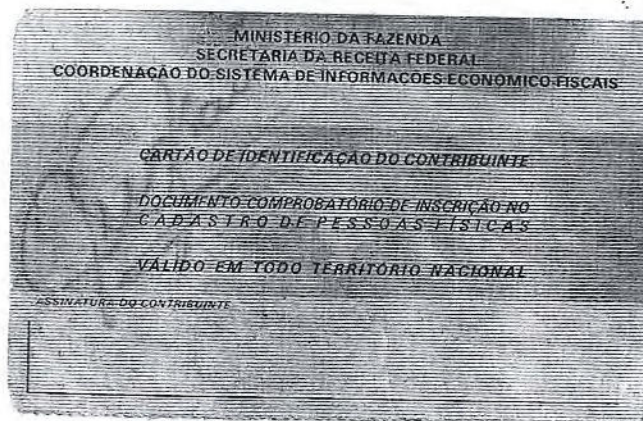 MINISTÉRIO DA FAZENDA
SECRETARIA DA RECEITA FEDERAL
COORDENAÇÃO DO SISTEMA DE INFORMAÇÕES ECONÔMICO-FISCAIS
CARTÃO DE IDENTIFICAÇÃO DO CONTRIBUINTE
DOCUMENTO COMPROBATÓRIO DE INSCRIÇÃO NO
CADASTRO DE PESSOAS FÍSICAS
VÁLIDO EM TODO TERRITÓRIO NACIONAL
ASSINATURA DO CONTRIBUINTE